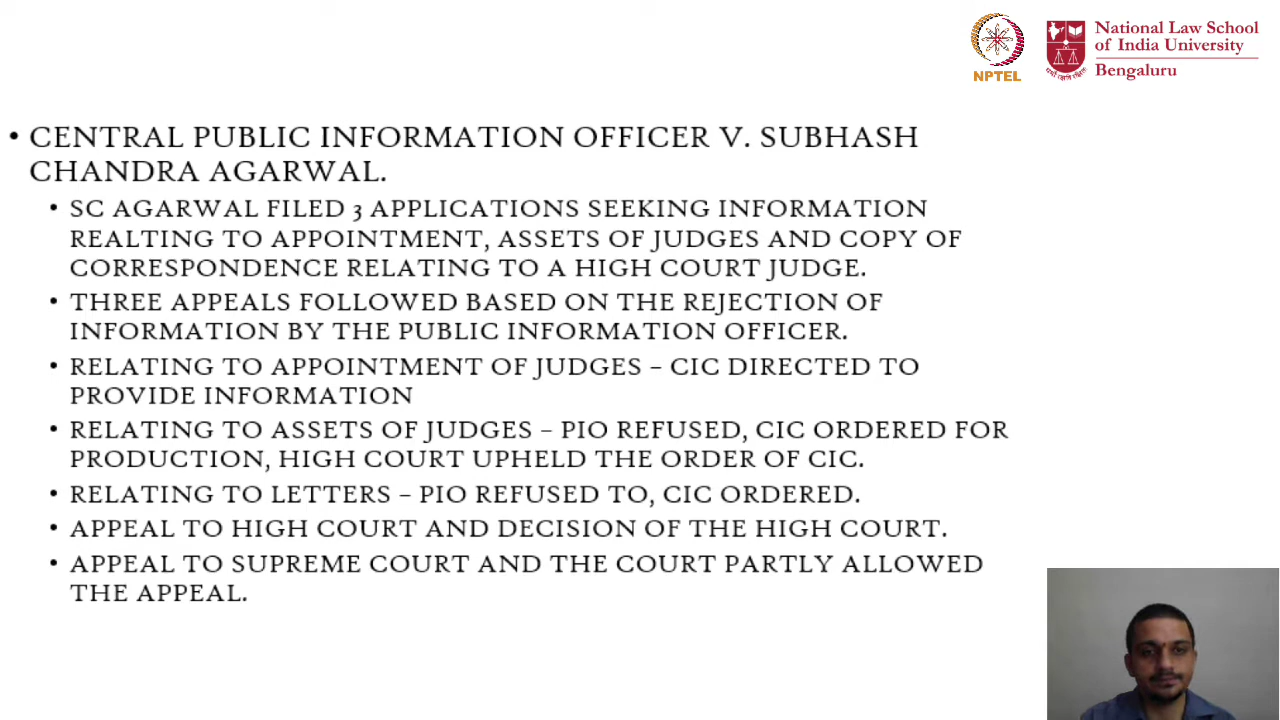 NPTEL
National Law School
of India University
Bengaluru
• CENTRAL PUBLIC INFORMATION OFFICER V. SUBHASH
CHANDRA AGARWAL.
• SC AGARWAL FILED 3 APPLICATIONS SEEKING INFORMATION
REALTING TO APPOINTMENT, ASSETS OF JUDGES AND COPY OF
CORRESPONDENCE RELATING TO A HIGH COURT JUDGE.
• THREE APPEALS FOLLOWED BASED ON THE REJECTION OF
INFORMATION BY THE PUBLIC INFORMATION OFFICER.
• RELATING TO APPOINTMENT OF JUDGES – CIC DIRECTED TO
PROVIDE INFORMATION
• RELATING TO ASSETS OF JUDGES – PIO REFUSED, CIC ORDERED FOR
PRODUCTION, HIGH COURT UPHELD THE ORDER OF CIC.
• RELATING TO LETTERS – PIO REFUSED TO, CIC ORDERED.
• APPEAL TO HIGH COURT AND DECISION OF THE HIGH COURT.
• APPEAL TO SUPREME COURT AND THE COURT PARTLY ALLOWED
THE APPEAL.